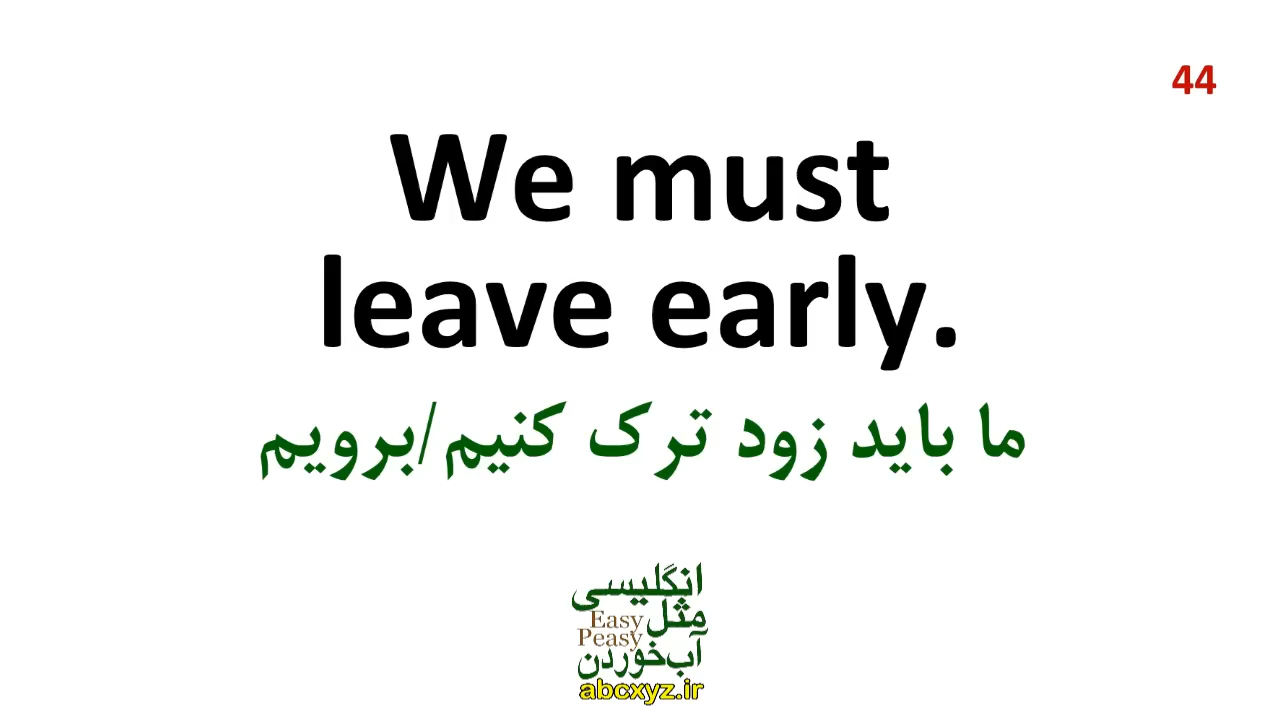 44
We must
leave early.
ما باید زود ترک کنیم/برویم
انگلیسی
مثل
Easy
Peasy
آب‌خوردن
abcxyz.ir